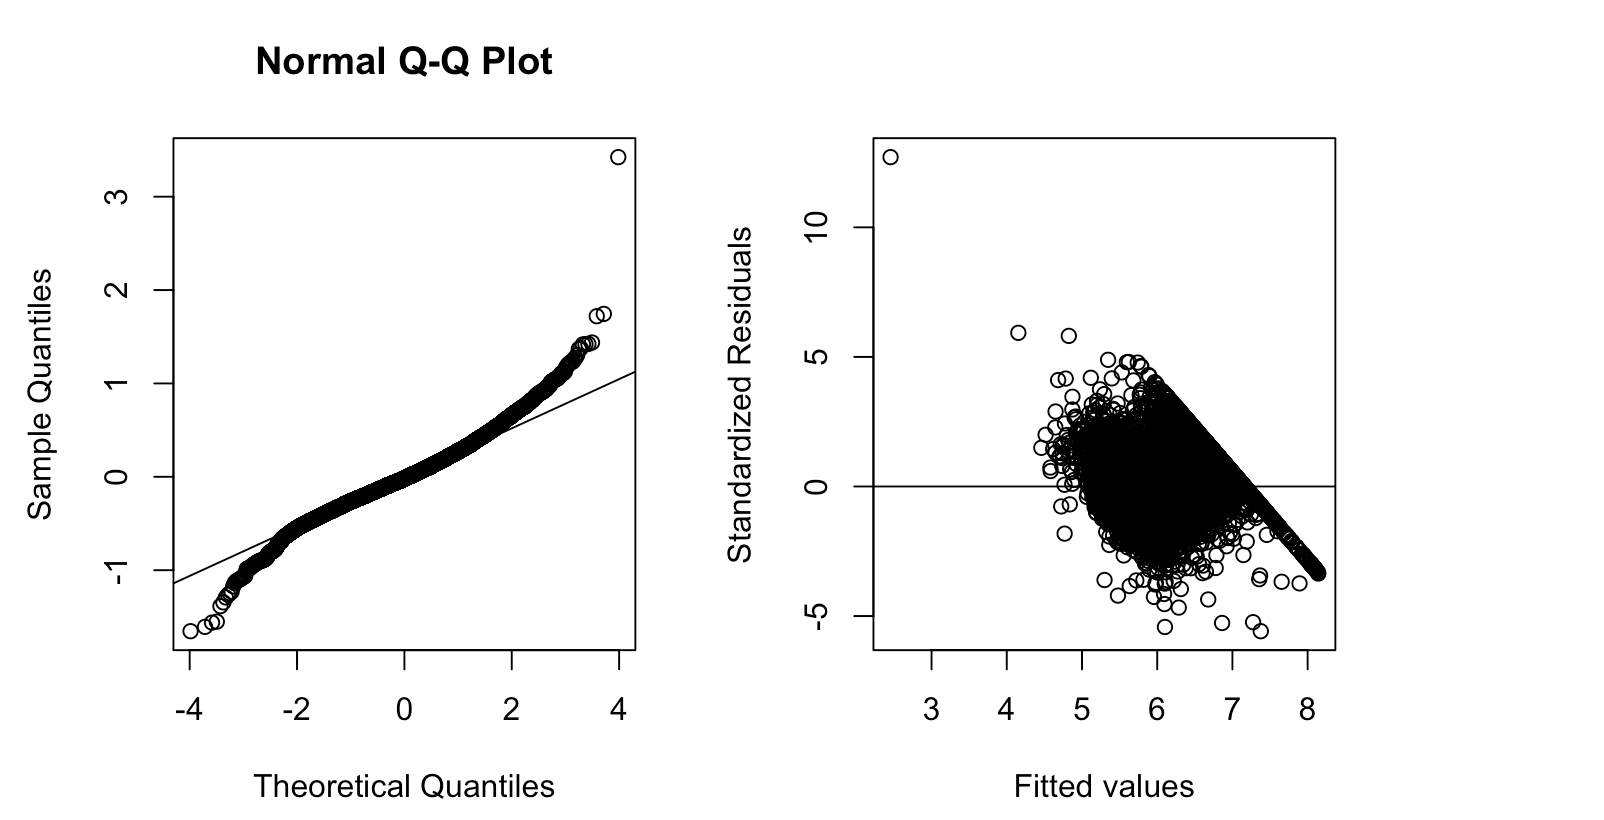 Normal Q-Q Plot
Sample Quantiles
3
2
1
0
-1
-4 -2 0 2 4
Theoretical Quantiles
Standardized Residuals
10
5
0
-5
3 4 5 6 7 8
Fitted values